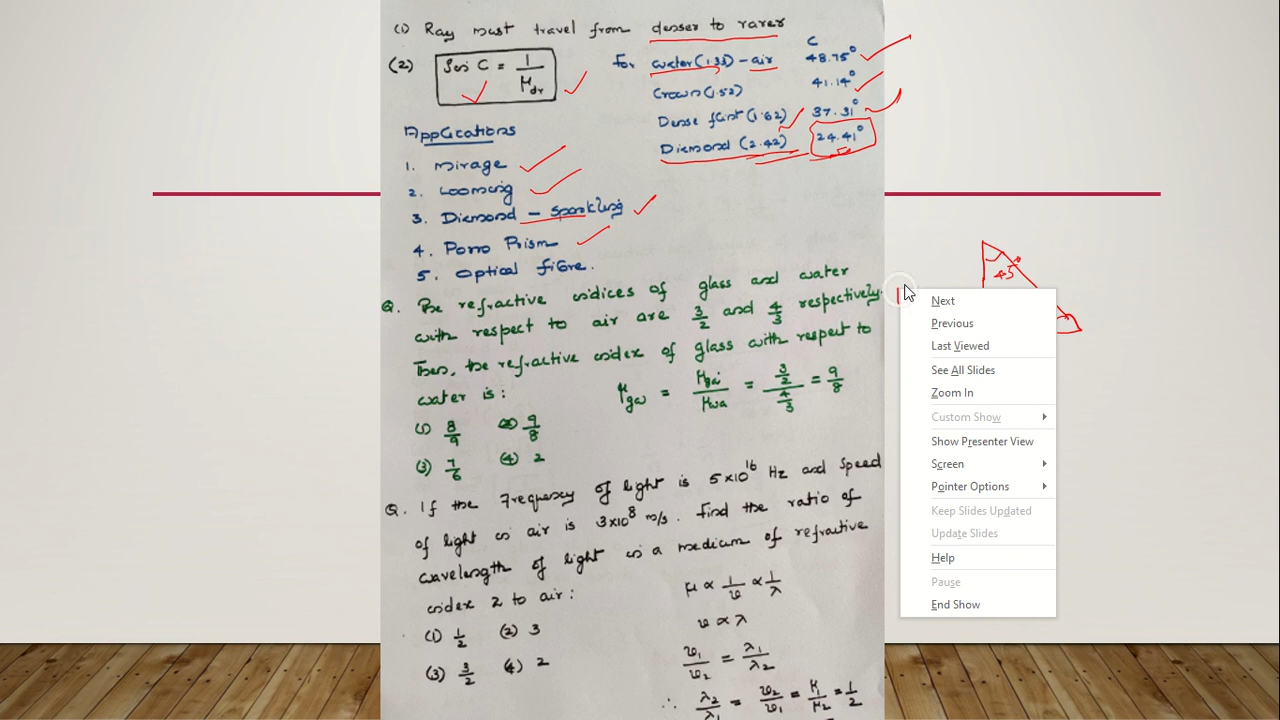 (1) Ray must travel from denser to rarer
(2) Sin C = 1/μdr
For water(1.33) - air C 48.75°
Crown(1.52) 41.14°
Dense flint(1.62) 37.31°
Diamond (2.42) 24.41°
Applications
1. Mirage
2. Looming
3. Diamond - Sparkling
4. Porro Prism
5. Optical fibre.
45°
Q. The refractive indices of glass and water
with respect to air are 3/2 and 4/3 respectively.
Then, the refractive index of glass with respect to
water is:
μgw = μga/μwa = (3/2)/(4/3) = 9/8
(1) 8/9 (2) 9/8
(3) 7/6 (4) 2
Q. If the Frequency of light is 5×10^16 Hz and speed
of light in air is 3×10^8 m/s. Find the ratio of
wavelength of light in a medium of refractive
index 2 to air:
μ ∝ 1/v ∝ 1/λ
(1) 1/2 (2) 3
v ∝ λ
(3) 3/2 (4) 2
v1/v2 = λ1/λ2
∴ λ2/λ1 = v2/v1 = μ1/μ2 = 1/2
Next
Previous
Last Viewed
See All Slides
Zoom In
Custom Show
Show Presenter View
Screen
Pointer Options
Keep Slides Updated
Update Slides
Help
Pause
End Show